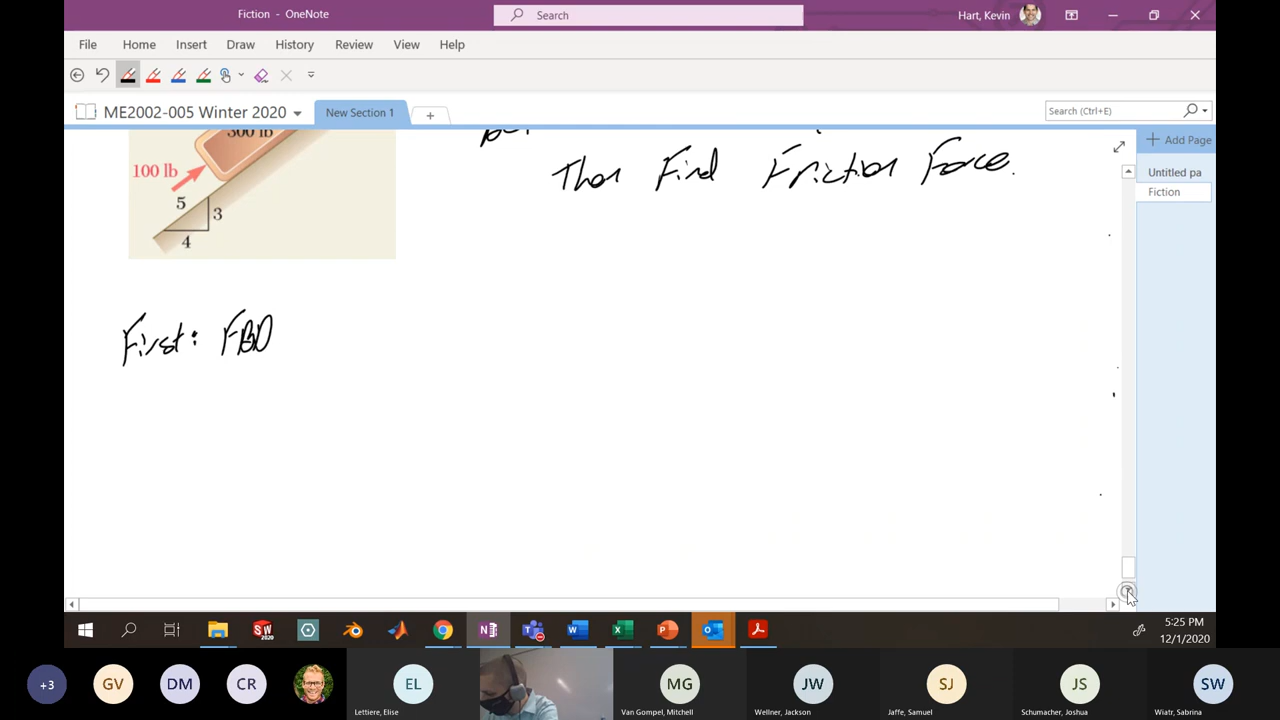 Fiction - OneNote
Search
Hart, Kevin
File Home Insert Draw History Review View Help
ME2002-005 Winter 2020
New Section 1
Search (Ctrl+E)
Add Page
Untitled pa
Fiction
300 lb
100 lb
5
3
4
Then Find Friction Force.
First: FBD
5:25 PM
12/1/2020
+3
GV
DM
CR
EL
Lettiere, Elise
MG
Van Gompel, Mitchell
JW
Wellner, Jackson
SJ
Jaffe, Samuel
JS
Schumacher, Joshua
SW
Wiatr, Sabrina